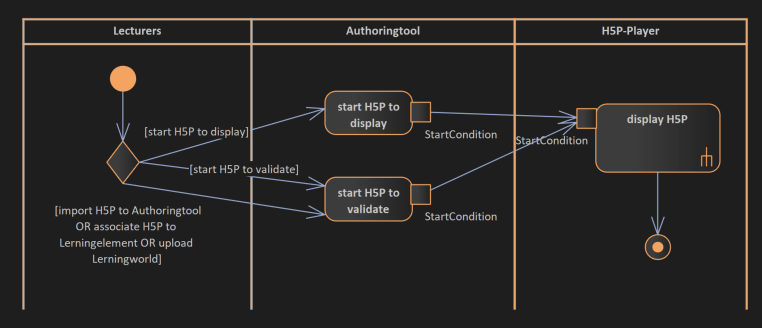 Lecturers
Authoringtool
H5P-Player
start H5P to
display
display H5P
[start H5P to display]
StartCondition
StartCondition
[start H5P to validate]
start H5P to
validate
StartCondition
[import H5P to Authoringtool
OR associate H5P to
Lerningelement OR upload
Lerningworld]